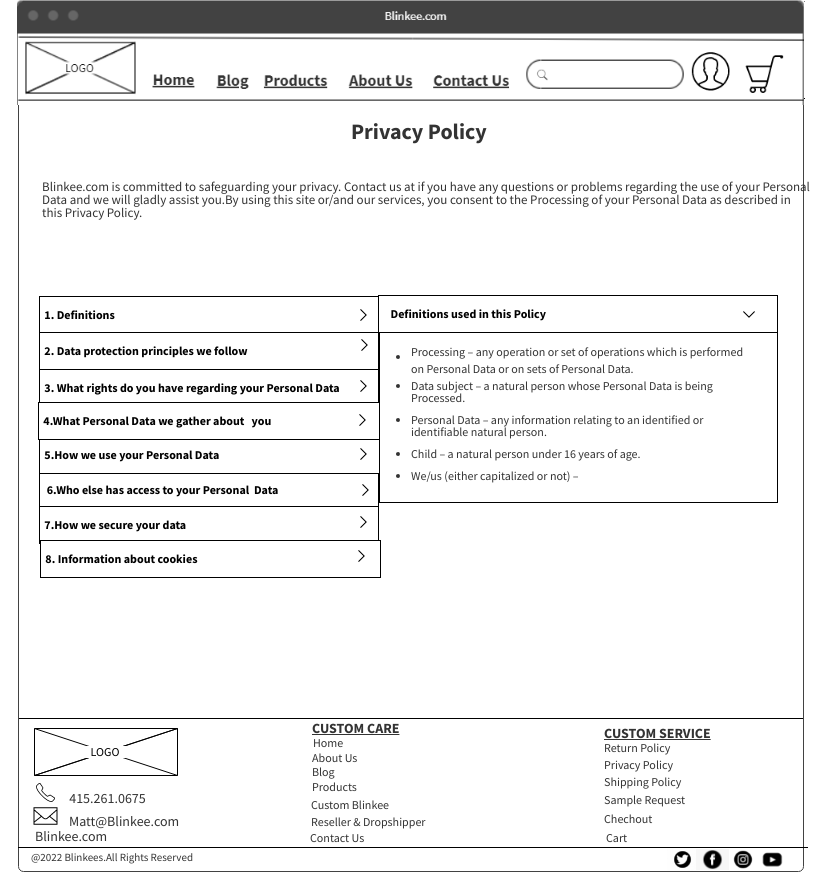 Blinkee.com
LOGO
Home Blog Products About Us Contact Us
Privacy Policy
Blinkee.com is committed to safeguarding your privacy. Contact us at if you have any questions or problems regarding the use of your Personal
Data and we will gladly assist you.By using this site or/and our services, you consent to the Processing of your Personal Data as described in
this Privacy Policy.
1. Definitions
2. Data protection principles we follow
3. What rights do you have regarding your Personal Data
4.What Personal Data we gather about you
5.How we use your Personal Data
6.Who else has access to your Personal Data
7.How we secure your data
8. Information about cookies
Definitions used in this Policy
Processing – any operation or set of operations which is performed
on Personal Data or on sets of Personal Data.
Data subject – a natural person whose Personal Data is being
Processed.
Personal Data – any information relating to an identified or
identifiable natural person.
Child – a natural person under 16 years of age.
We/us (either capitalized or not) –
LOGO
415.261.0675
Matt@Blinkee.com
Blinkee.com
CUSTOM CARE
Home
About Us
Blog
Products
Custom Blinkee
Reseller & Dropshipper
Contact Us
CUSTOM SERVICE
Return Policy
Privacy Policy
Shipping Policy
Sample Request
Chechout
Cart
@2022 Blinkees.All Rights Reserved